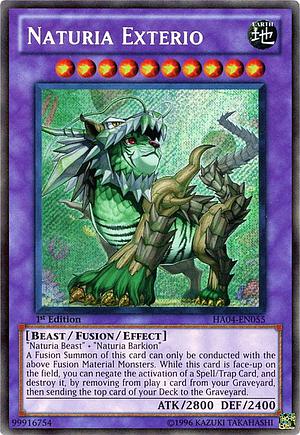 NATURIA EXTERIO
EARTH
地
1st Edition
HA04-EN055
[BEAST / FUSION / EFFECT]
"Naturia Beast" · "Naturia Barkion"
A Fusion Summon of this card can only be conducted with the
above Fusion Material Monsters. While this card is face-up on
the field, you can negate the activation of a Spell/Trap Card, and
destroy it, by removing from play 1 card from your Graveyard,
then sending the top card of your Deck to the Graveyard.
ATK/2800 DEF/2400
99916754
©1996 KAZUKI TAKAHASHI